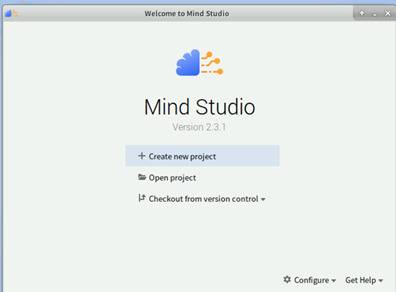 Welcome to Mind Studio
Mind Studio
Version 2.3.1
Create new project
Open project
Checkout from version control
Configure Get Help